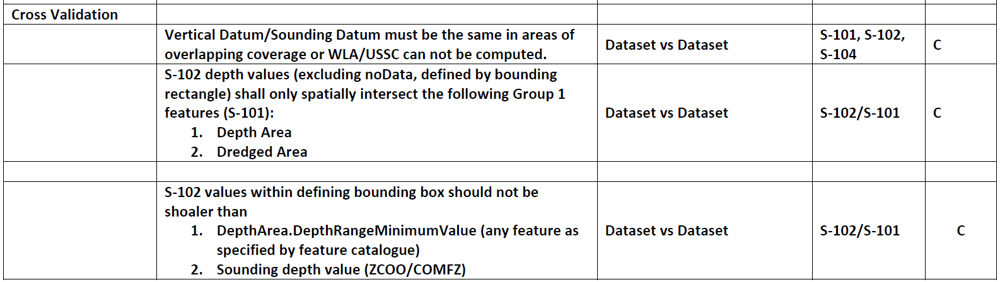 Cross Validation
Vertical Datum/Sounding Datum must be the same in areas of
overlapping coverage or WLA/USSC can not be computed.
Dataset vs Dataset
S-101, S-102,
S-104
C
S-102 depth values (excluding noData, defined by bounding
rectangle) shall only spatially intersect the following Group 1
features (S-101):
1. Depth Area
2. Dredged Area
Dataset vs Dataset
S-102/S-101
C
S-102 values within defining bounding box should not be
shoaler than
1. DepthArea.DepthRangeMinimumValue (any feature as
specified by feature catalogue)
2. Sounding depth value (ZCOO/COMFZ)
Dataset vs Dataset
S-102/S-101
C